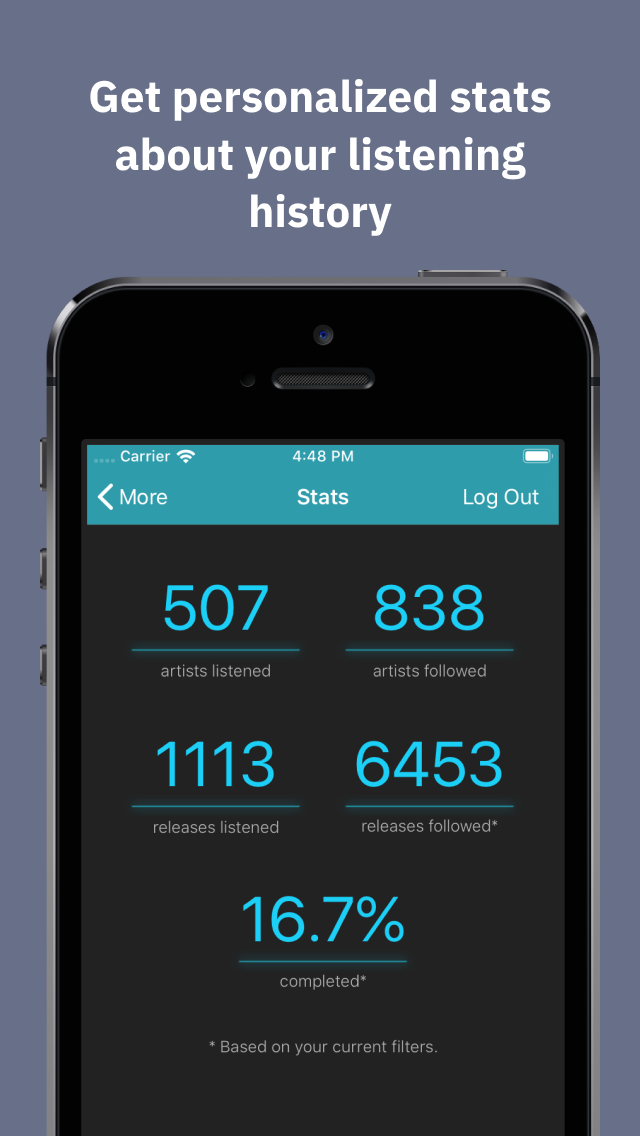 Get personalized stats
about your listening
history
Carrier 4:48 PM
More Stats Log Out
507 838
artists listened artists followed
1113 6453
releases listened releases followed*
16.7%
completed*
* Based on your current filters.